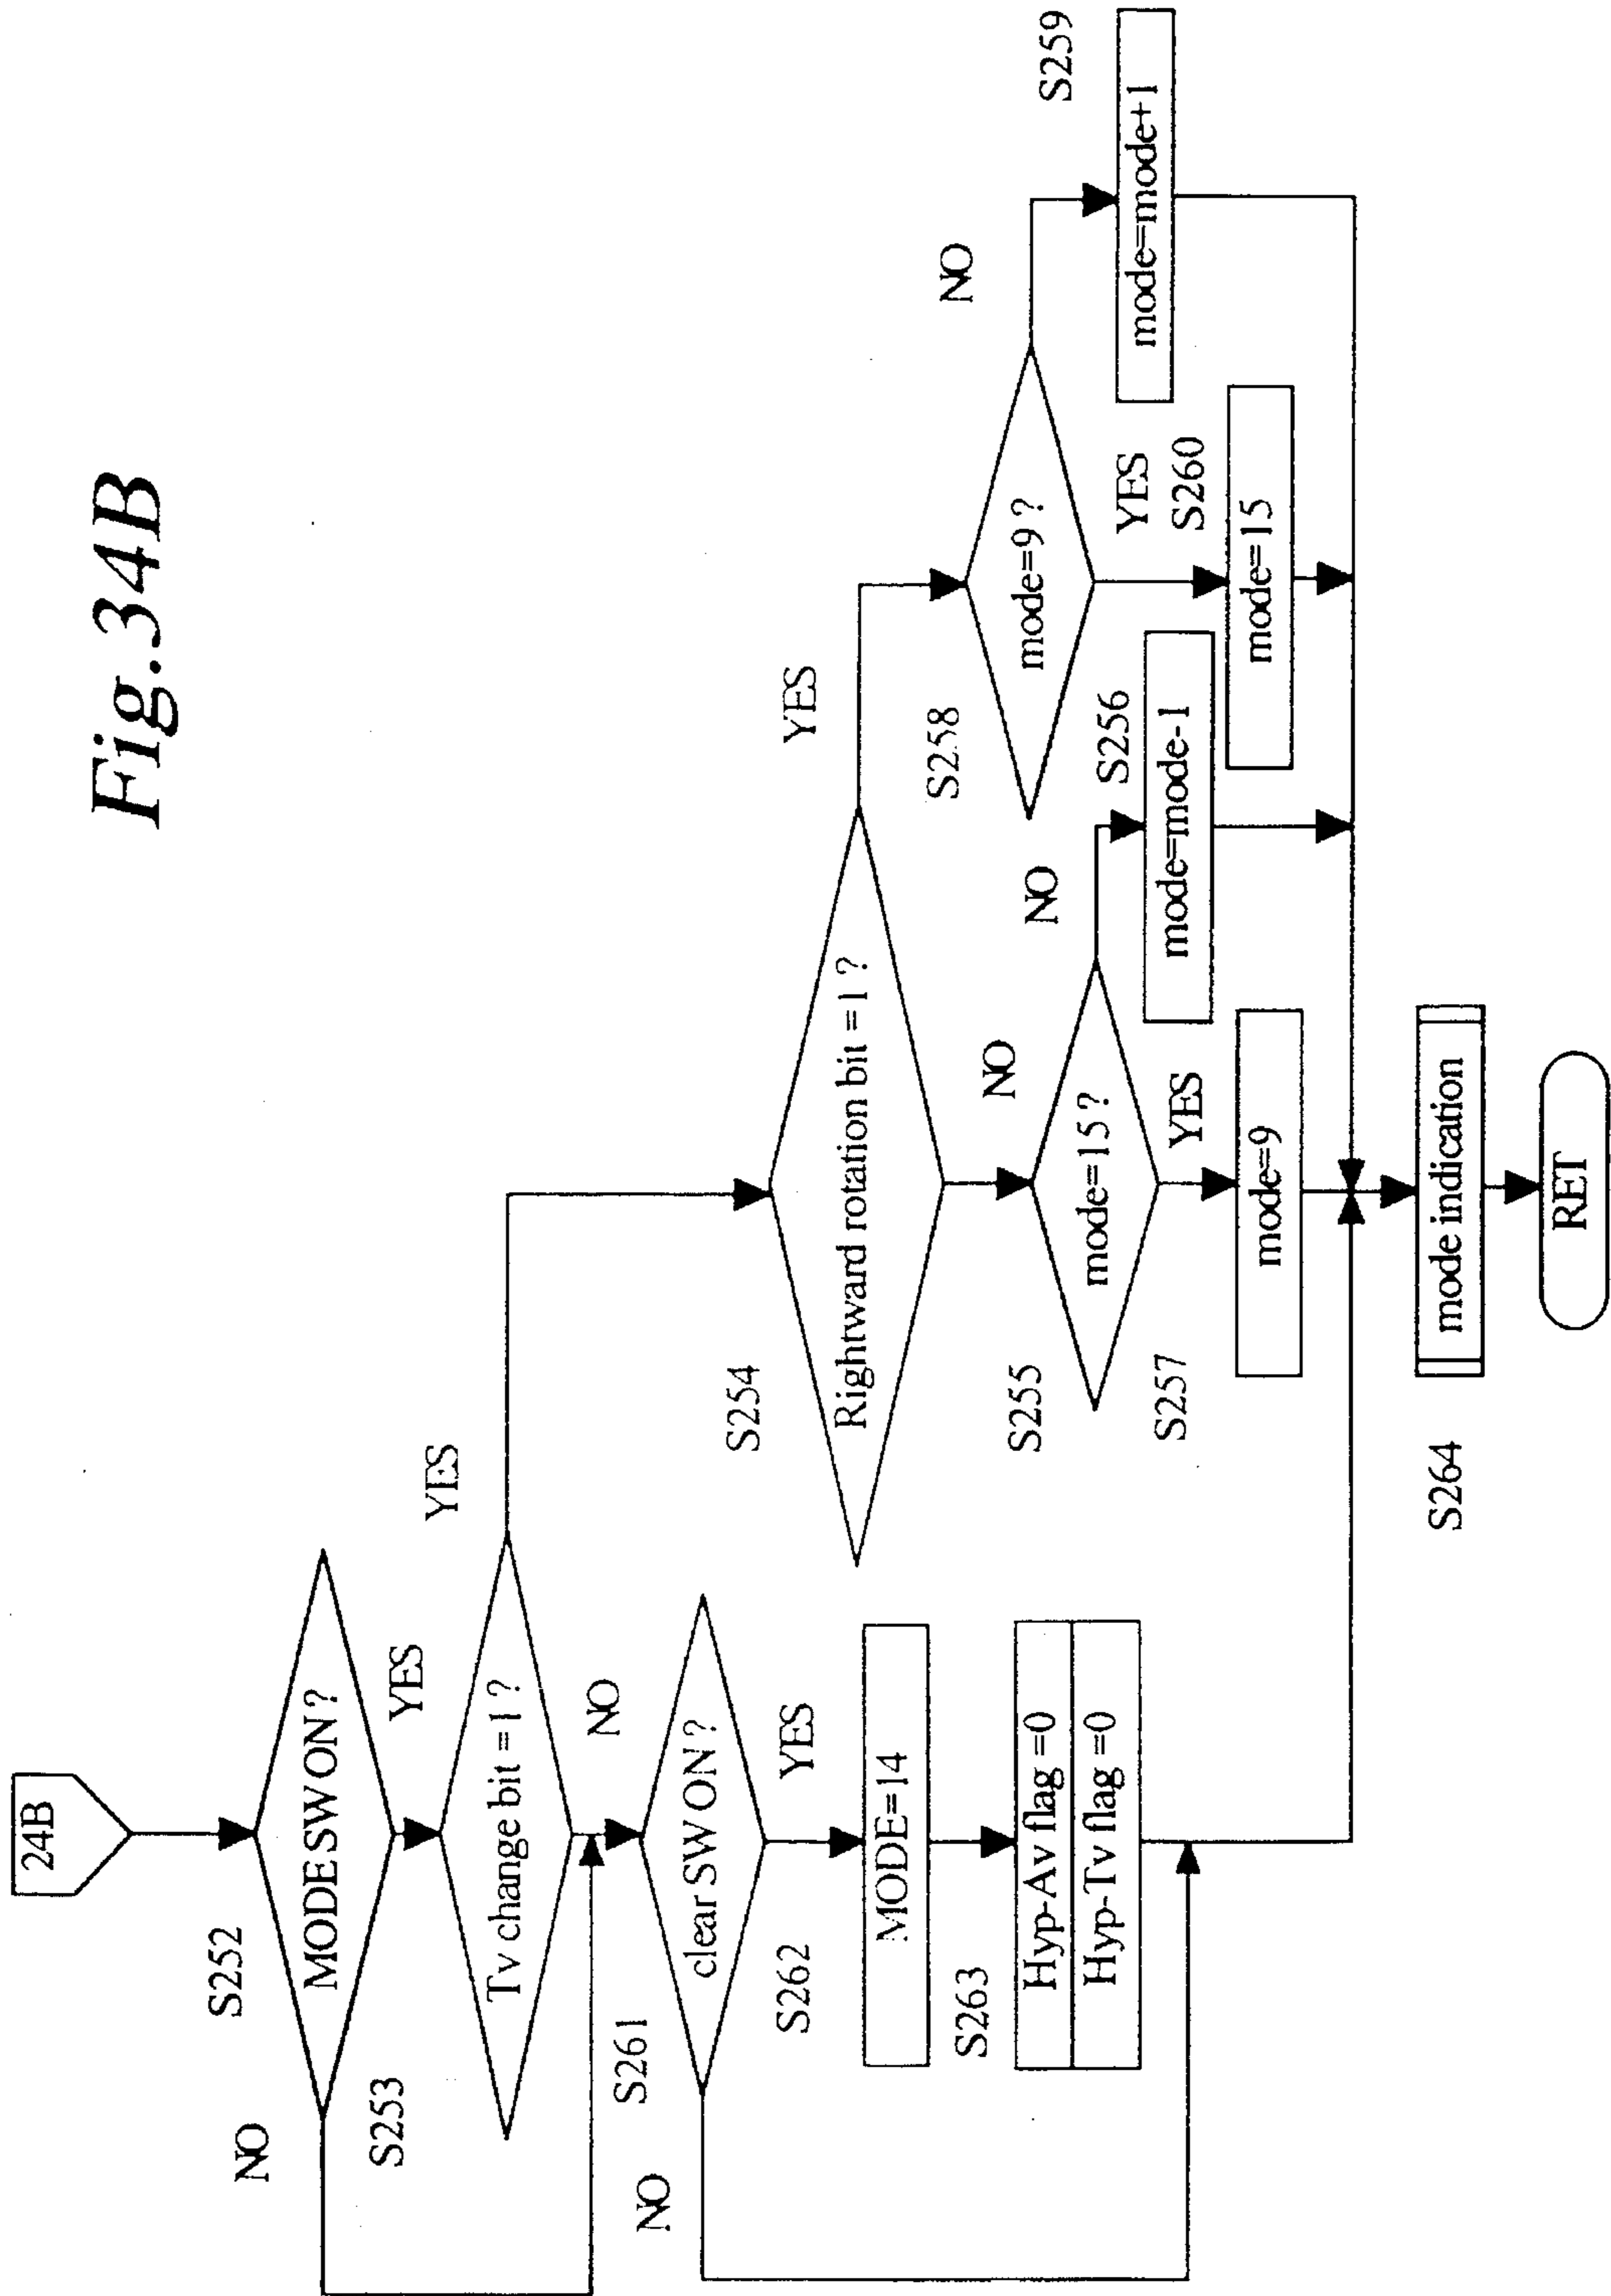 Fig.34B
24B
S252
MODE SW ON ?
NO
YES
S253
Tv change bit = 1 ?
YES
NO
S261
clear SW ON ?
NO
YES
S262
MODE=14
S263
Hyp-Av flag =0
Hyp-Tv flag =0
S254
Rightward rotation bit = 1 ?
YES
NO
S255
mode=15 ?
NO
YES
S256
mode=mode-1
S257
mode=9
S258
mode=9 ?
NO
YES
S259
mode=mode+1
S260
mode=15
S264
mode indication
RET